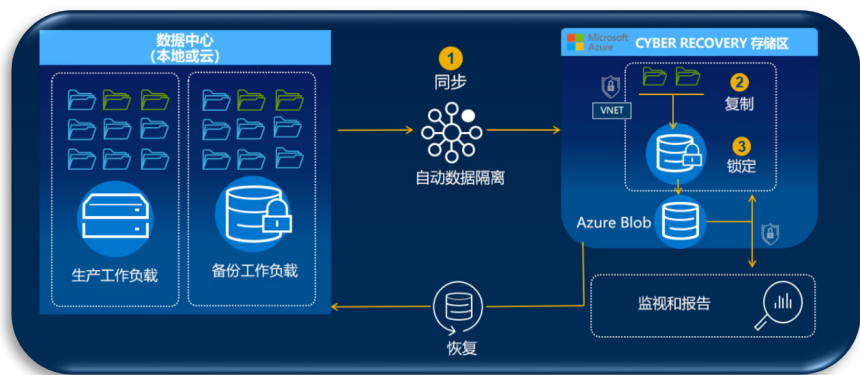 数据中心
(本地或云)
生产工作负载
备份工作负载
1
同步
自动数据隔离
Microsoft
Azure
CYBER RECOVERY 存储区
VNET
2
复制
3
锁定
Azure Blob
监视和报告
恢复